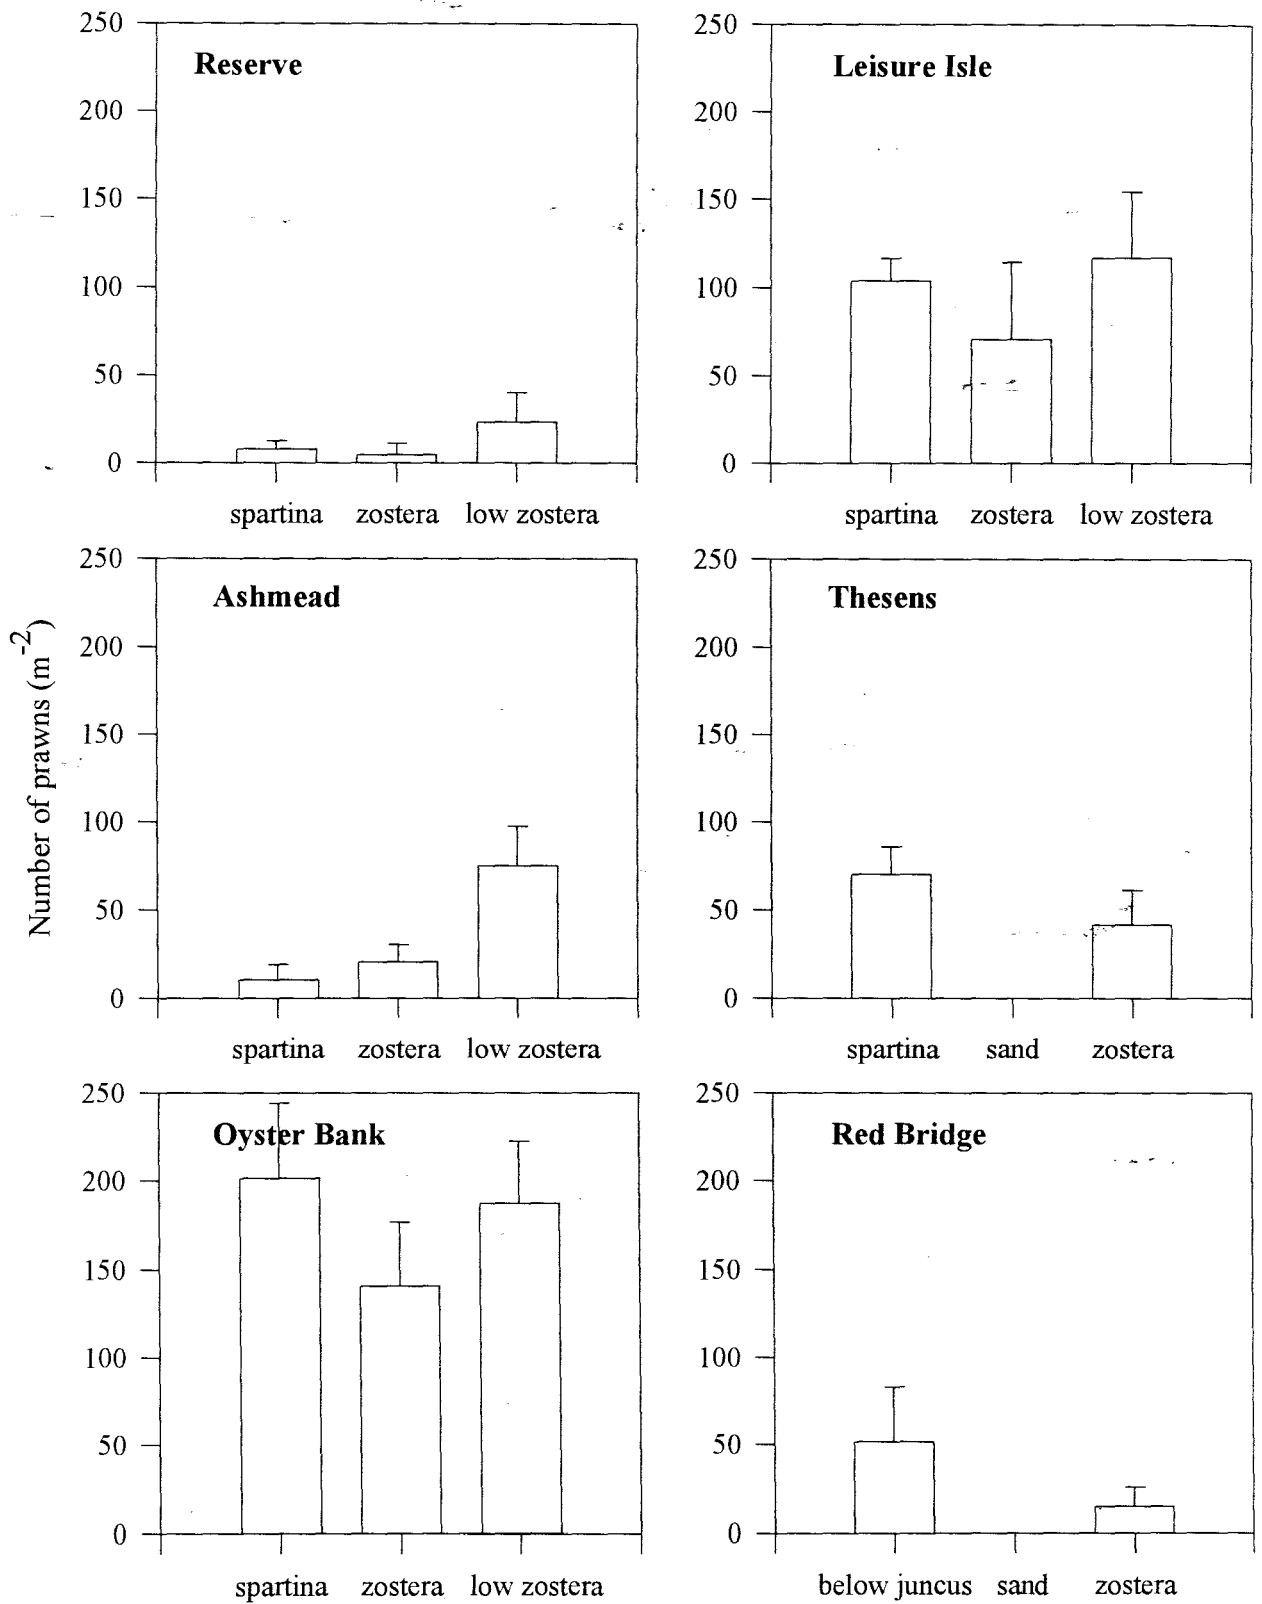 Number of prawns (m-2)
Reserve
250
200
150
100
50
0
spartina zostera low zostera
Leisure Isle
250
200
150
100
50
0
spartina zostera low zostera
Ashmead
250
200
150
100
50
0
spartina zostera low zostera
Thesens
250
200
150
100
50
0
spartina sand zostera
Oyster Bank
250
200
150
100
50
0
spartina zostera low zostera
Red Bridge
250
200
150
100
50
0
below juncus sand zostera